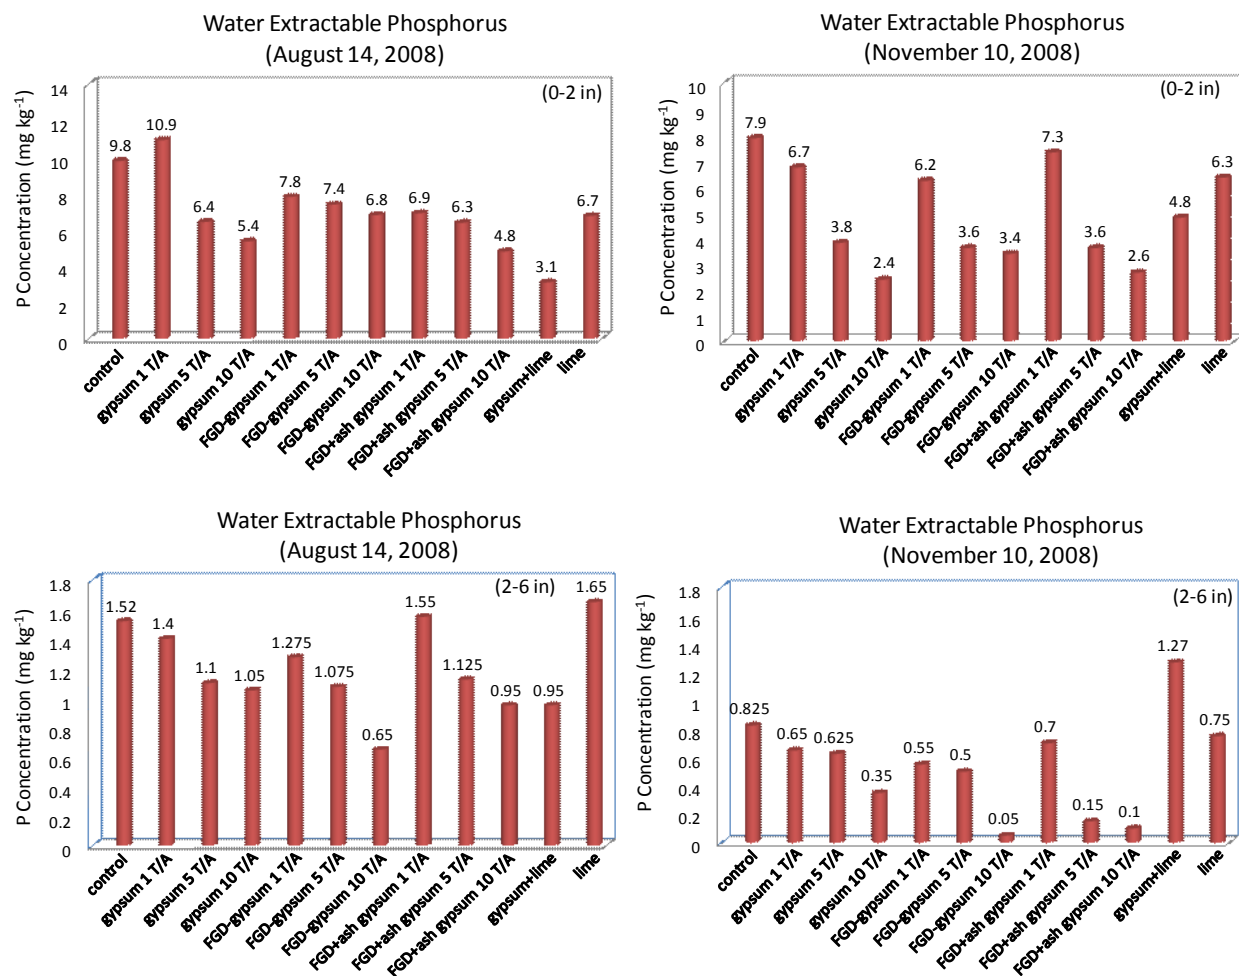 Water Extractable Phosphorus
(August 14, 2008)
(0-2 in)
P Concentration (mg kg-1)
14
12
10
8
6
4
2
0
9.8
10.9
6.4
5.4
7.8
7.4
6.8
6.9
6.3
4.8
3.1
6.7
control
gypsum 1 T/A
gypsum 5 T/A
gypsum 10 T/A
FGD-gypsum 1 T/A
FGD-gypsum 5 T/A
FGD-gypsum 10 T/A
FGD+ash gypsum 1 T/A
FGD+ash gypsum 5 T/A
FGD+ash gypsum 10 T/A
gypsum+lime
lime
Water Extractable Phosphorus
(November 10, 2008)
(0-2 in)
P Concentration (mg kg-1)
10
9
8
7
6
5
4
3
2
1
0
7.9
6.7
3.8
2.4
6.2
3.6
3.4
7.3
3.6
2.6
4.8
6.3
control
gypsum 1 T/A
gypsum 5 T/A
gypsum 10 T/A
FGD-gypsum 1 T/A
FGD-gypsum 5 T/A
FGD-gypsum 10 T/A
FGD+ash gypsum 1 T/A
FGD+ash gypsum 5 T/A
FGD+ash gypsum 10 T/A
gypsum+lime
lime
Water Extractable Phosphorus
(August 14, 2008)
(2-6 in)
P Concentration (mg kg-1)
1.8
1.6
1.4
1.2
1
0.8
0.6
0.4
0.2
0
1.52
1.4
1.1
1.05
1.275
1.075
0.65
1.55
1.125
0.95
0.95
1.65
control
gypsum 1 T/A
gypsum 5 T/A
gypsum 10 T/A
FGD-gypsum 1 T/A
FGD-gypsum 5 T/A
FGD-gypsum 10 T/A
FGD+ash gypsum 1 T/A
FGD+ash gypsum 5 T/A
FGD+ash gypsum 10 T/A
gypsum+lime
lime
Water Extractable Phosphorus
(November 10, 2008)
(2-6 in)
P Concentration (mg kg-1)
1.8
1.6
1.4
1.2
1
0.8
0.6
0.4
0.2
0
0.825
0.65
0.625
0.35
0.55
0.5
0.05
0.7
0.15
0.1
1.27
0.75
control
gypsum 1 T/A
gypsum 5 T/A
gypsum 10 T/A
FGD-gypsum 1 T/A
FGD-gypsum 5 T/A
FGD-gypsum 10 T/A
FGD+ash gypsum 1 T/A
FGD+ash gypsum 5 T/A
FGD+ash gypsum 10 T/A
gypsum+lime
lime